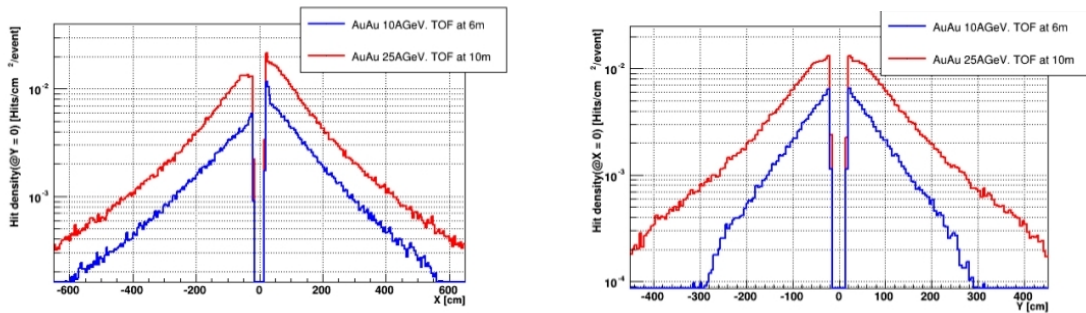 AuAu 10AGeV. TOF at 6m
AuAu 25AGeV. TOF at 10m
Hit density(@Y = 0) [Hits/cm^2/event]
10^-2
10^-3
-600 -400 -200 0 200 400 600
X [cm]
AuAu 10AGeV. TOF at 6m
AuAu 25AGeV. TOF at 10m
Hit density(@X = 0) [Hits/cm^2/event]
10^-2
10^-3
10^-4
-400 -300 -200 -100 0 100 200 300 400
Y [cm]